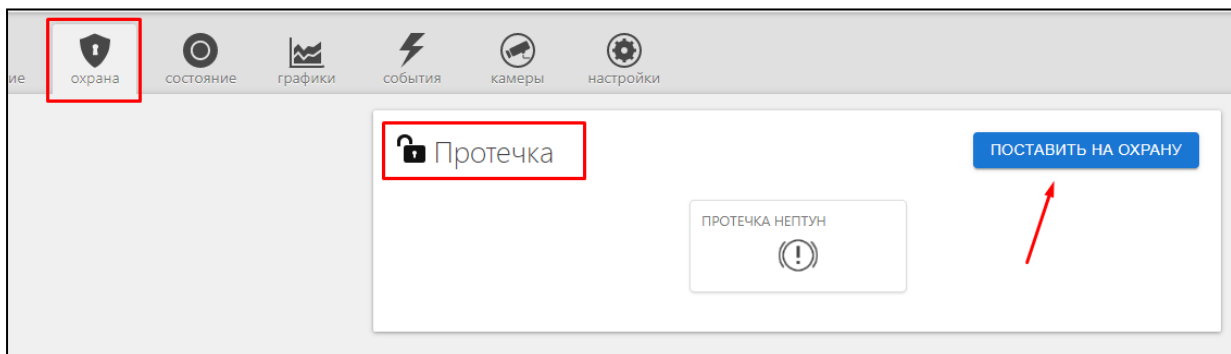 ие охрана состояние графики события камеры настройки
Протечка ПОСТАВИТЬ НА ОХРАНУ
ПРОТЕЧКА НЕПТУН